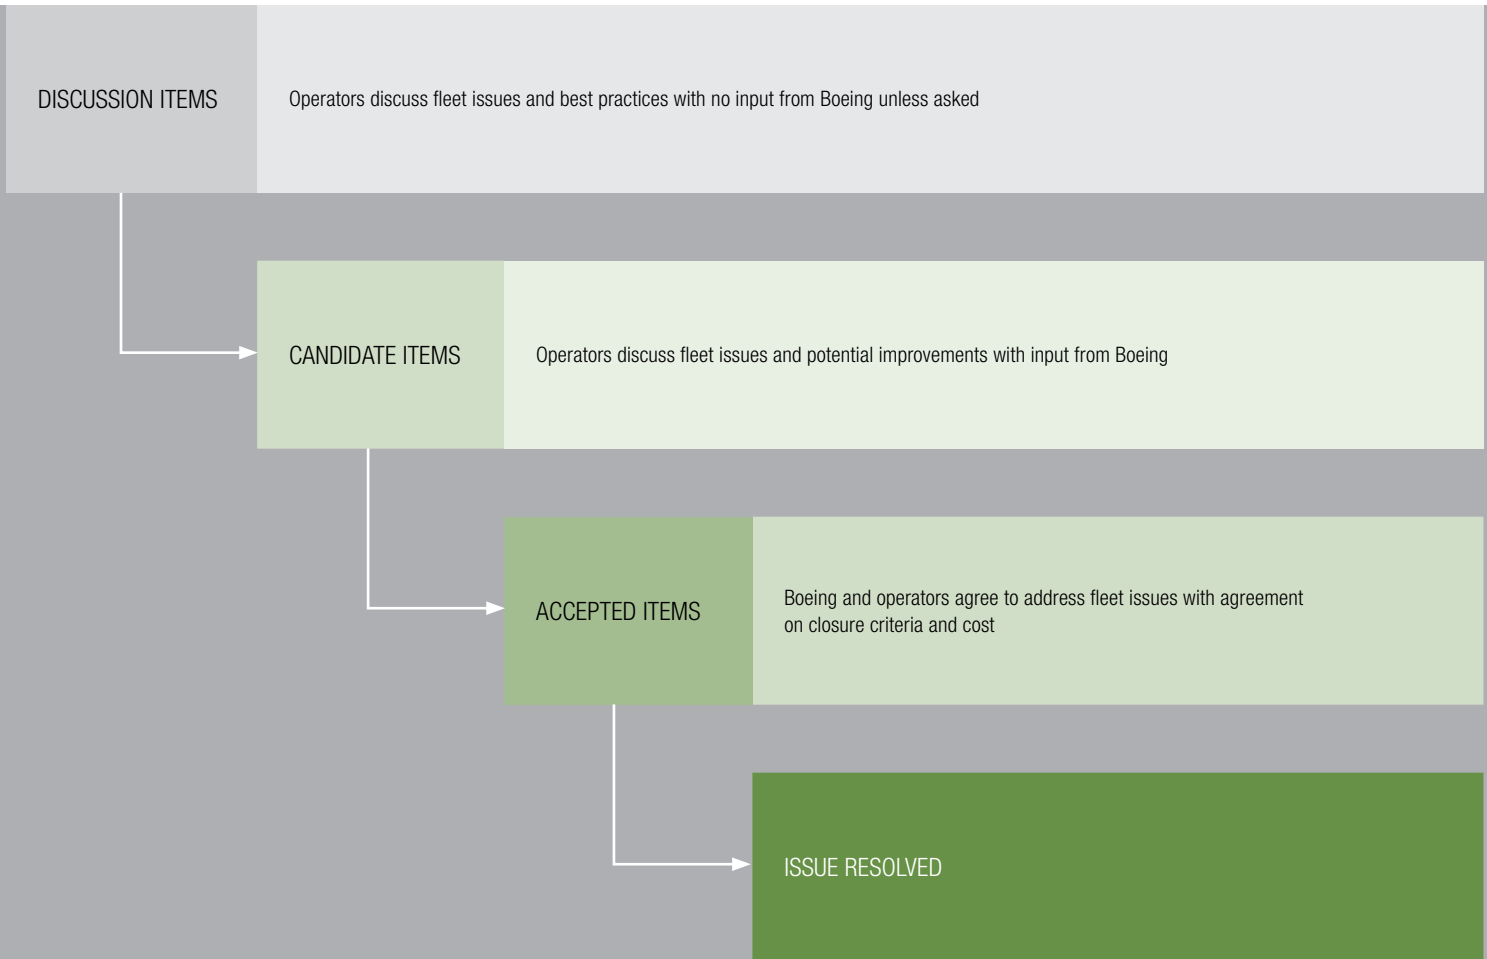 DISCUSSION ITEMS
Operators discuss fleet issues and best practices with no input from Boeing unless asked
CANDIDATE ITEMS
Operators discuss fleet issues and potential improvements with input from Boeing
ACCEPTED ITEMS
Boeing and operators agree to address fleet issues with agreement
on closure criteria and cost
ISSUE RESOLVED